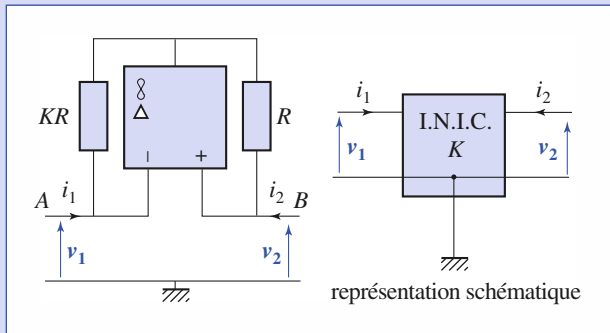 KR
∞
△
R
− +
A i₁
i₂ B
v₁
v₂
i₁
i₂
I.N.I.C.
K
v₁
v₂
représentation schématique